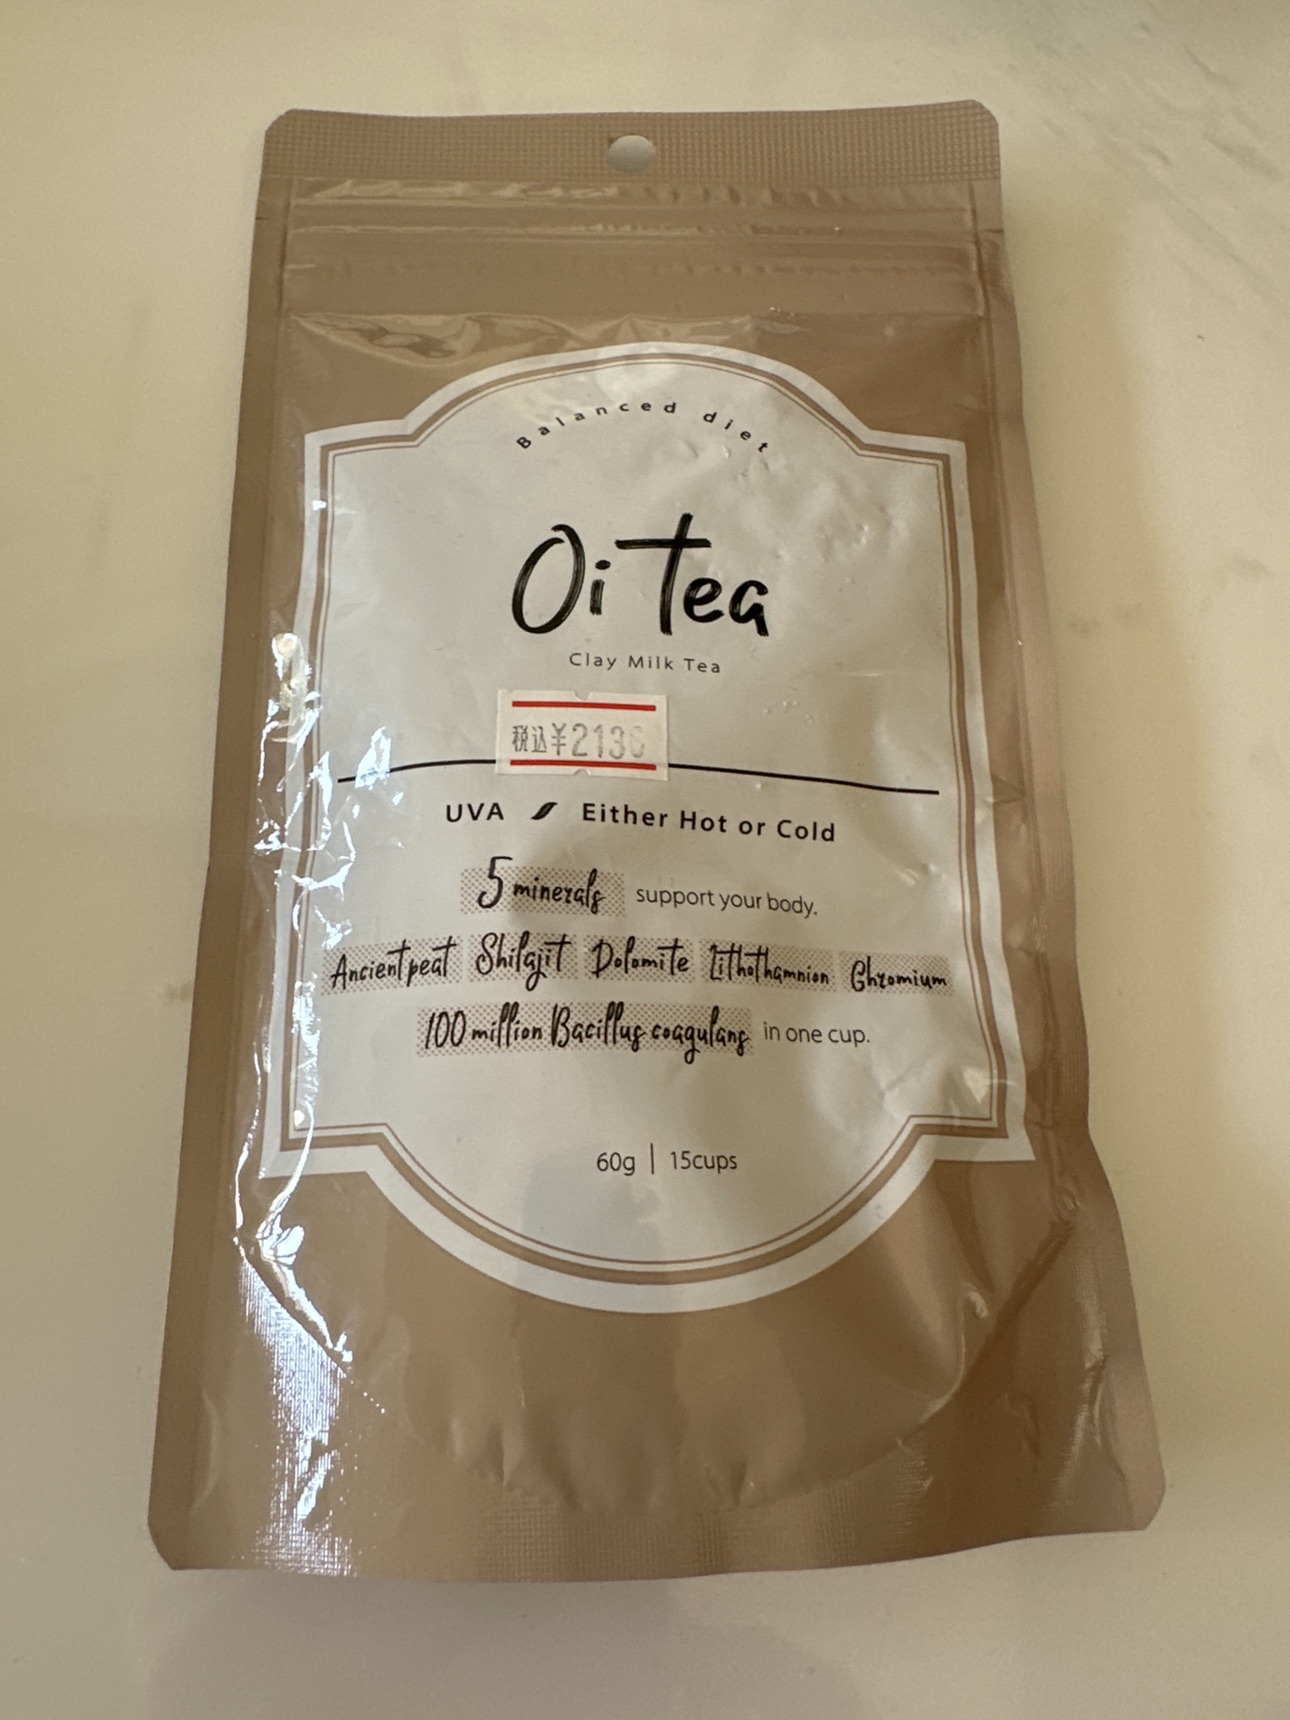 Balanced diet
Oi Tea
Clay Milk Tea
税込¥2136
UVA Either Hot or Cold
5 minerals support your body.
Ancient peat Shilajit Dolomite Lithothamnion Chromium
100 million Bacillus coagulans in one cup.
60g | 15cups